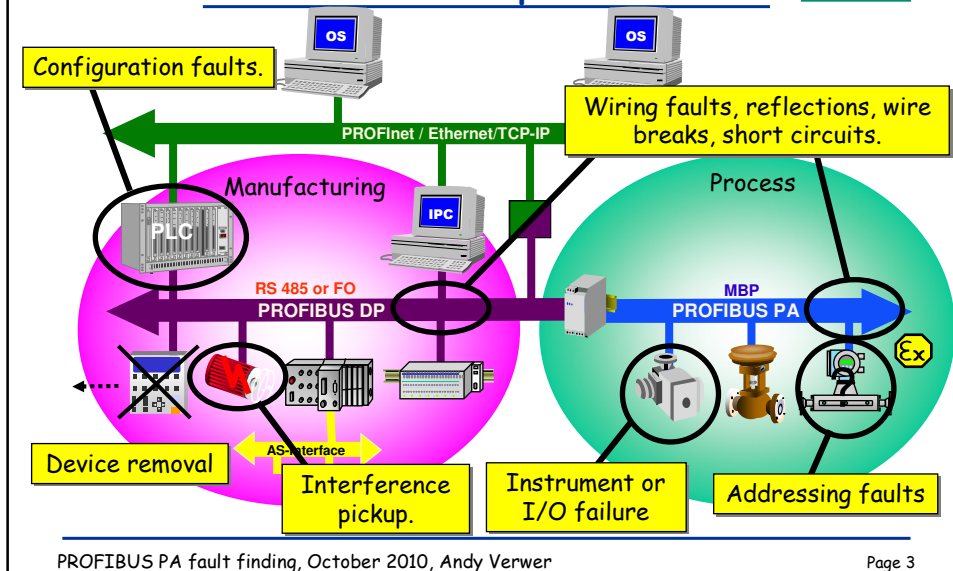 OS
OS
Configuration faults.
Wiring faults, reflections, wire
breaks, short circuits.
PROFInet / Ethernet/TCP-IP
Manufacturing
Process
PLC
IPC
RS 485 or FO
MBP
PROFIBUS DP
PROFIBUS PA
Ex
AS-Interface
Device removal
Interference
pickup.
Instrument or
I/O failure
Addressing faults
PROFIBUS PA fault finding, October 2010, Andy Verwer
Page 3